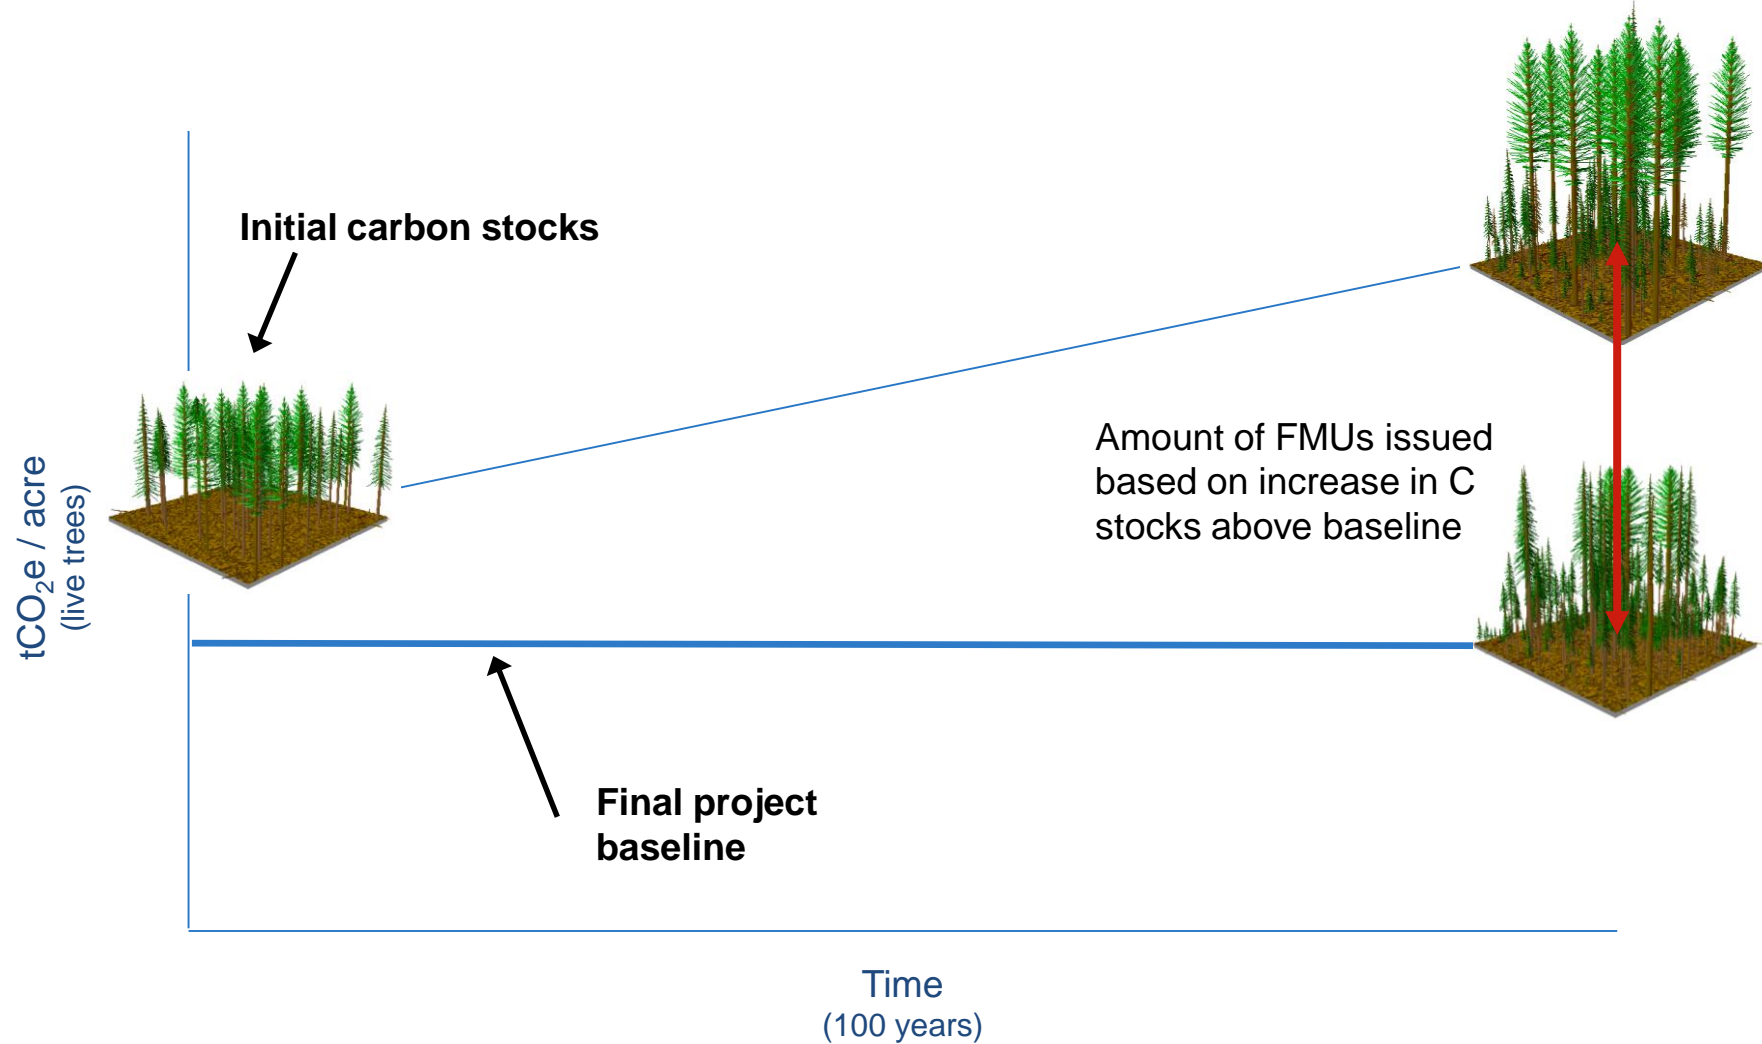 Initial carbon stocks
Amount of FMUs issued
based on increase in C
stocks above baseline
tCO₂e / acre
(live trees)
Final project
baseline
Time
(100 years)